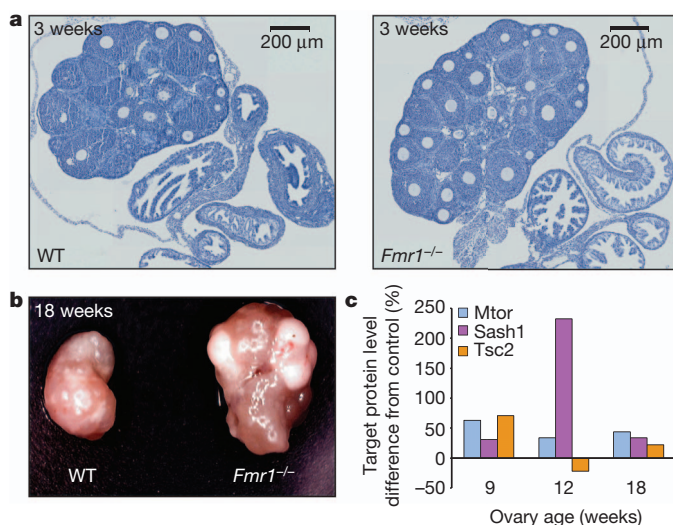 a
3 weeks
200 μm
WT
3 weeks
200 μm
Fmr1–/–
b
18 weeks
WT
Fmr1–/–
c
Target protein level
difference from control (%)
250
200
150
100
50
0
–50
Mtor
Sash1
Tsc2
9
12
18
Ovary age (weeks)